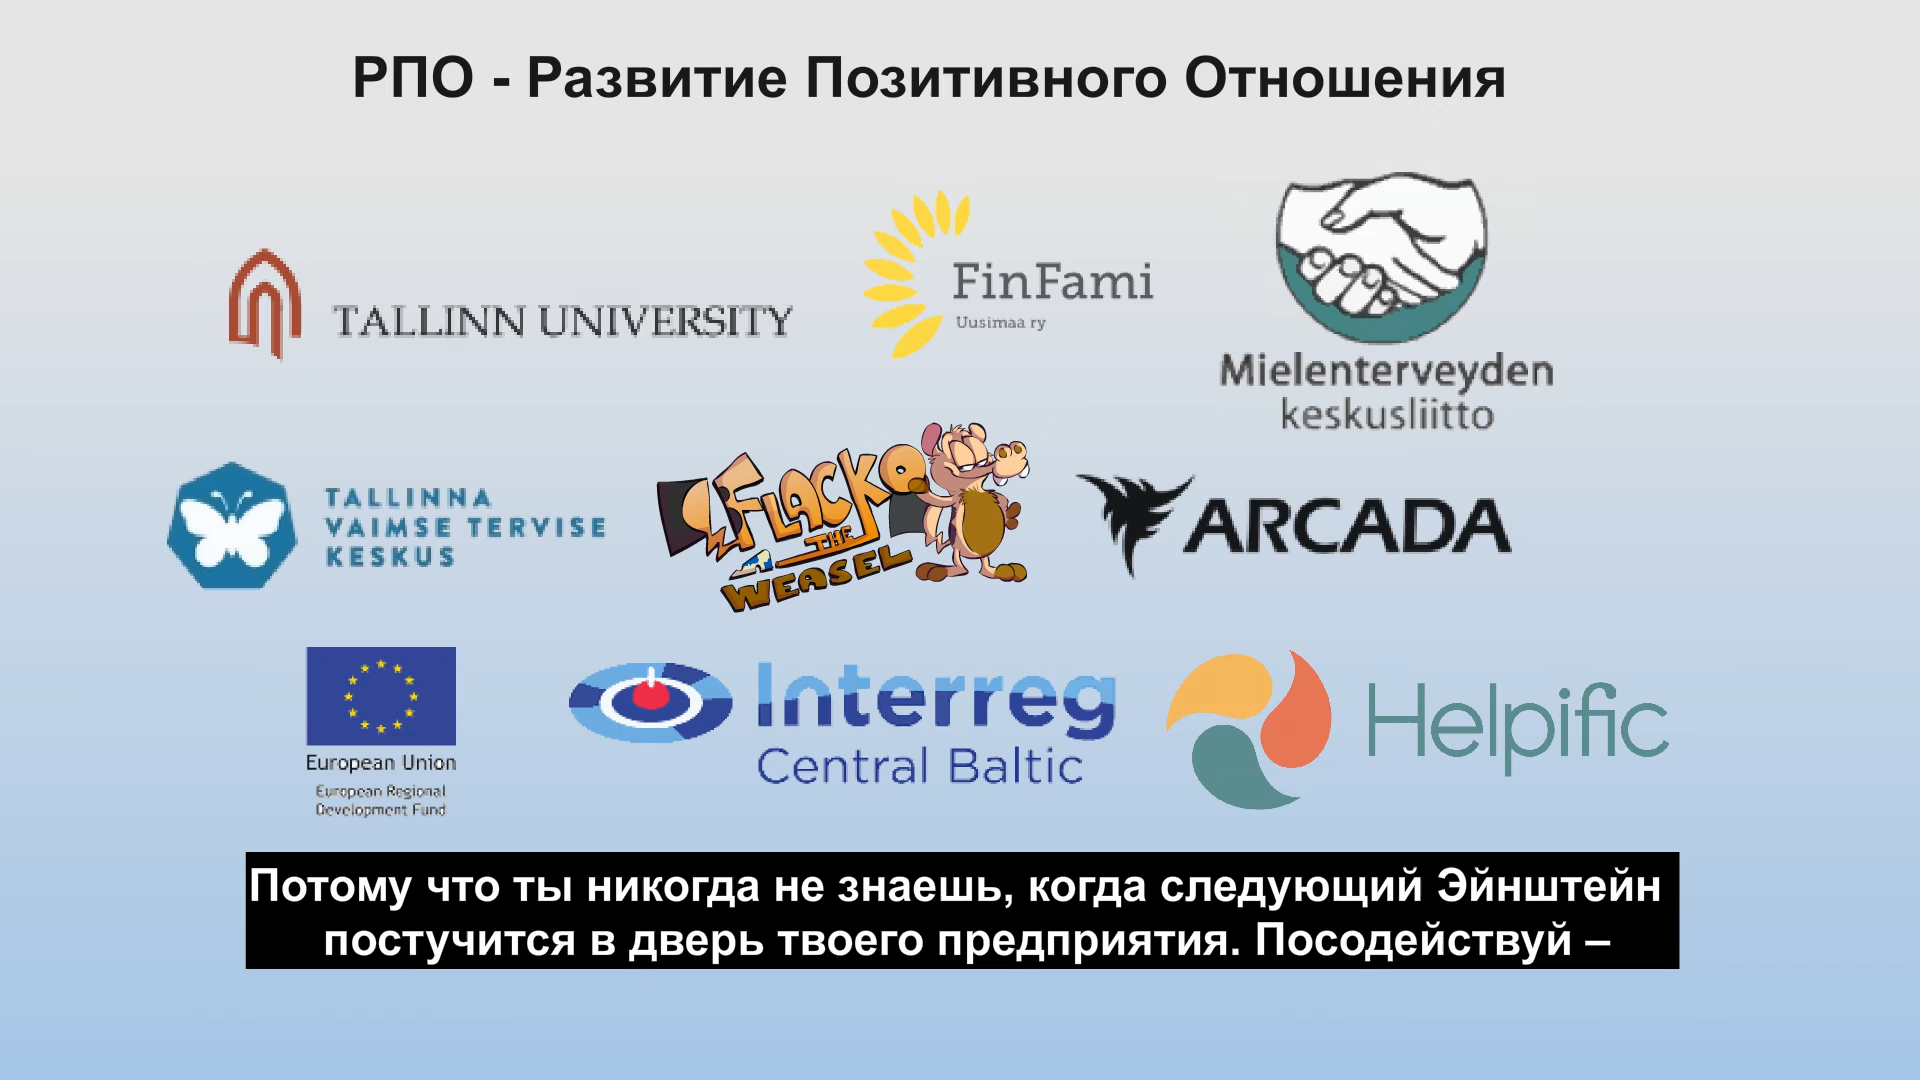 РПО - Развитие Позитивного Отношения
TALLINN UNIVERSITY
FinFami
Uusimaa ry
Mielenterveyden
keskusliitto
TALLINNA
VAIMSE TERVISE
KESKUS
FLACKO
THE
WEASEL
ARCADA
European Union
European Regional
Development Fund
Interreg
Central Baltic
Helpific
Потому что ты никогда не знаешь, когда следующий Эйнштейн
постучится в дверь твоего предприятия. Посодействуй –